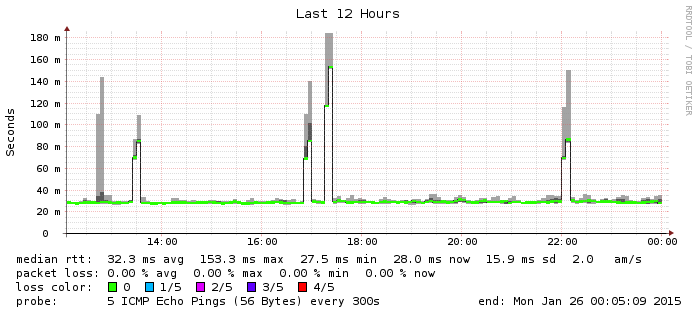 Last 12 Hours
RRDTOOL / TOBI OETIKER
Seconds
180 m
160 m
140 m
120 m
100 m
80 m
60 m
40 m
20 m
0
14:00 16:00 18:00 20:00 22:00 00:00
median rtt: 32.3 ms avg 153.3 ms max 27.5 ms min 28.0 ms now 15.9 ms sd 2.0 am/s
packet loss: 0.00 % avg 0.00 % max 0.00 % min 0.00 % now
loss color: 0 1/5 2/5 3/5 4/5
probe: 5 ICMP Echo Pings (56 Bytes) every 300s end: Mon Jan 26 00:05:09 2015